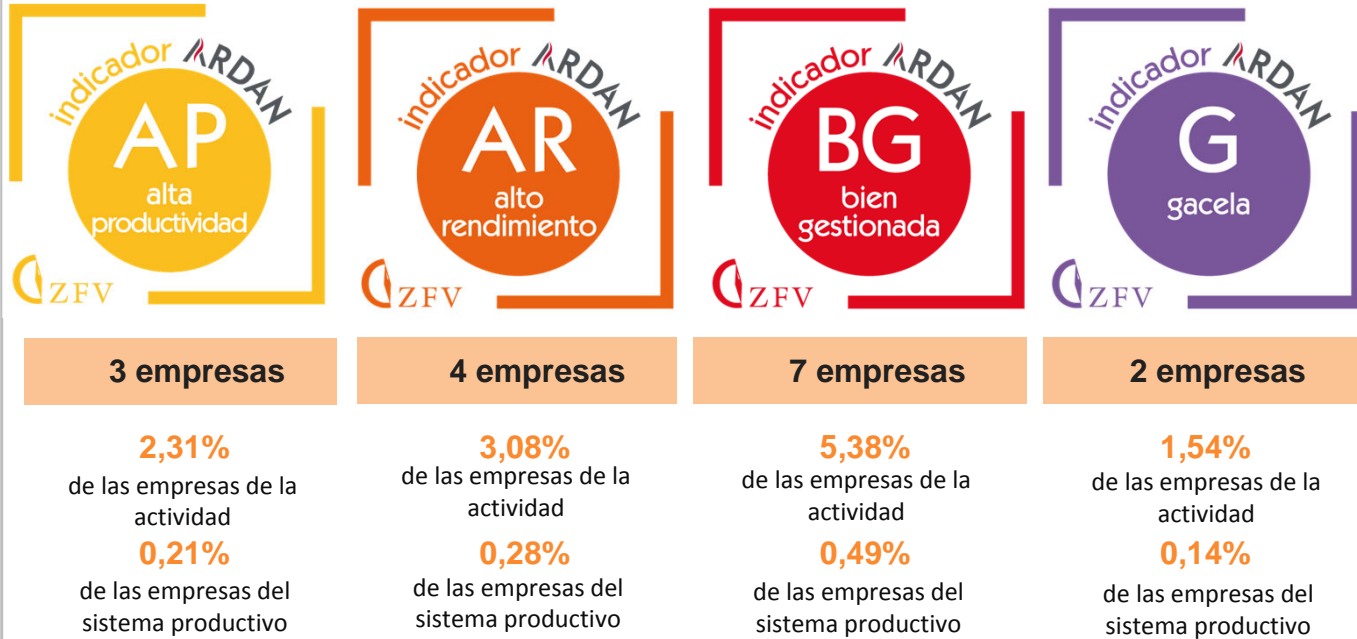 indicador ARDAN
AP
alta
productividad
ZFV
indicador ARDAN
AR
alto
rendimiento
ZFV
indicador ARDAN
BG
bien
gestionada
ZFV
indicador ARDAN
G
gacela
ZFV
3 empresas
4 empresas
7 empresas
2 empresas
2,31%
de las empresas de la
actividad
0,21%
de las empresas del
sistema productivo
3,08%
de las empresas de la
actividad
0,28%
de las empresas del
sistema productivo
5,38%
de las empresas de la
actividad
0,49%
de las empresas del
sistema productivo
1,54%
de las empresas de la
actividad
0,14%
de las empresas del
sistema productivo